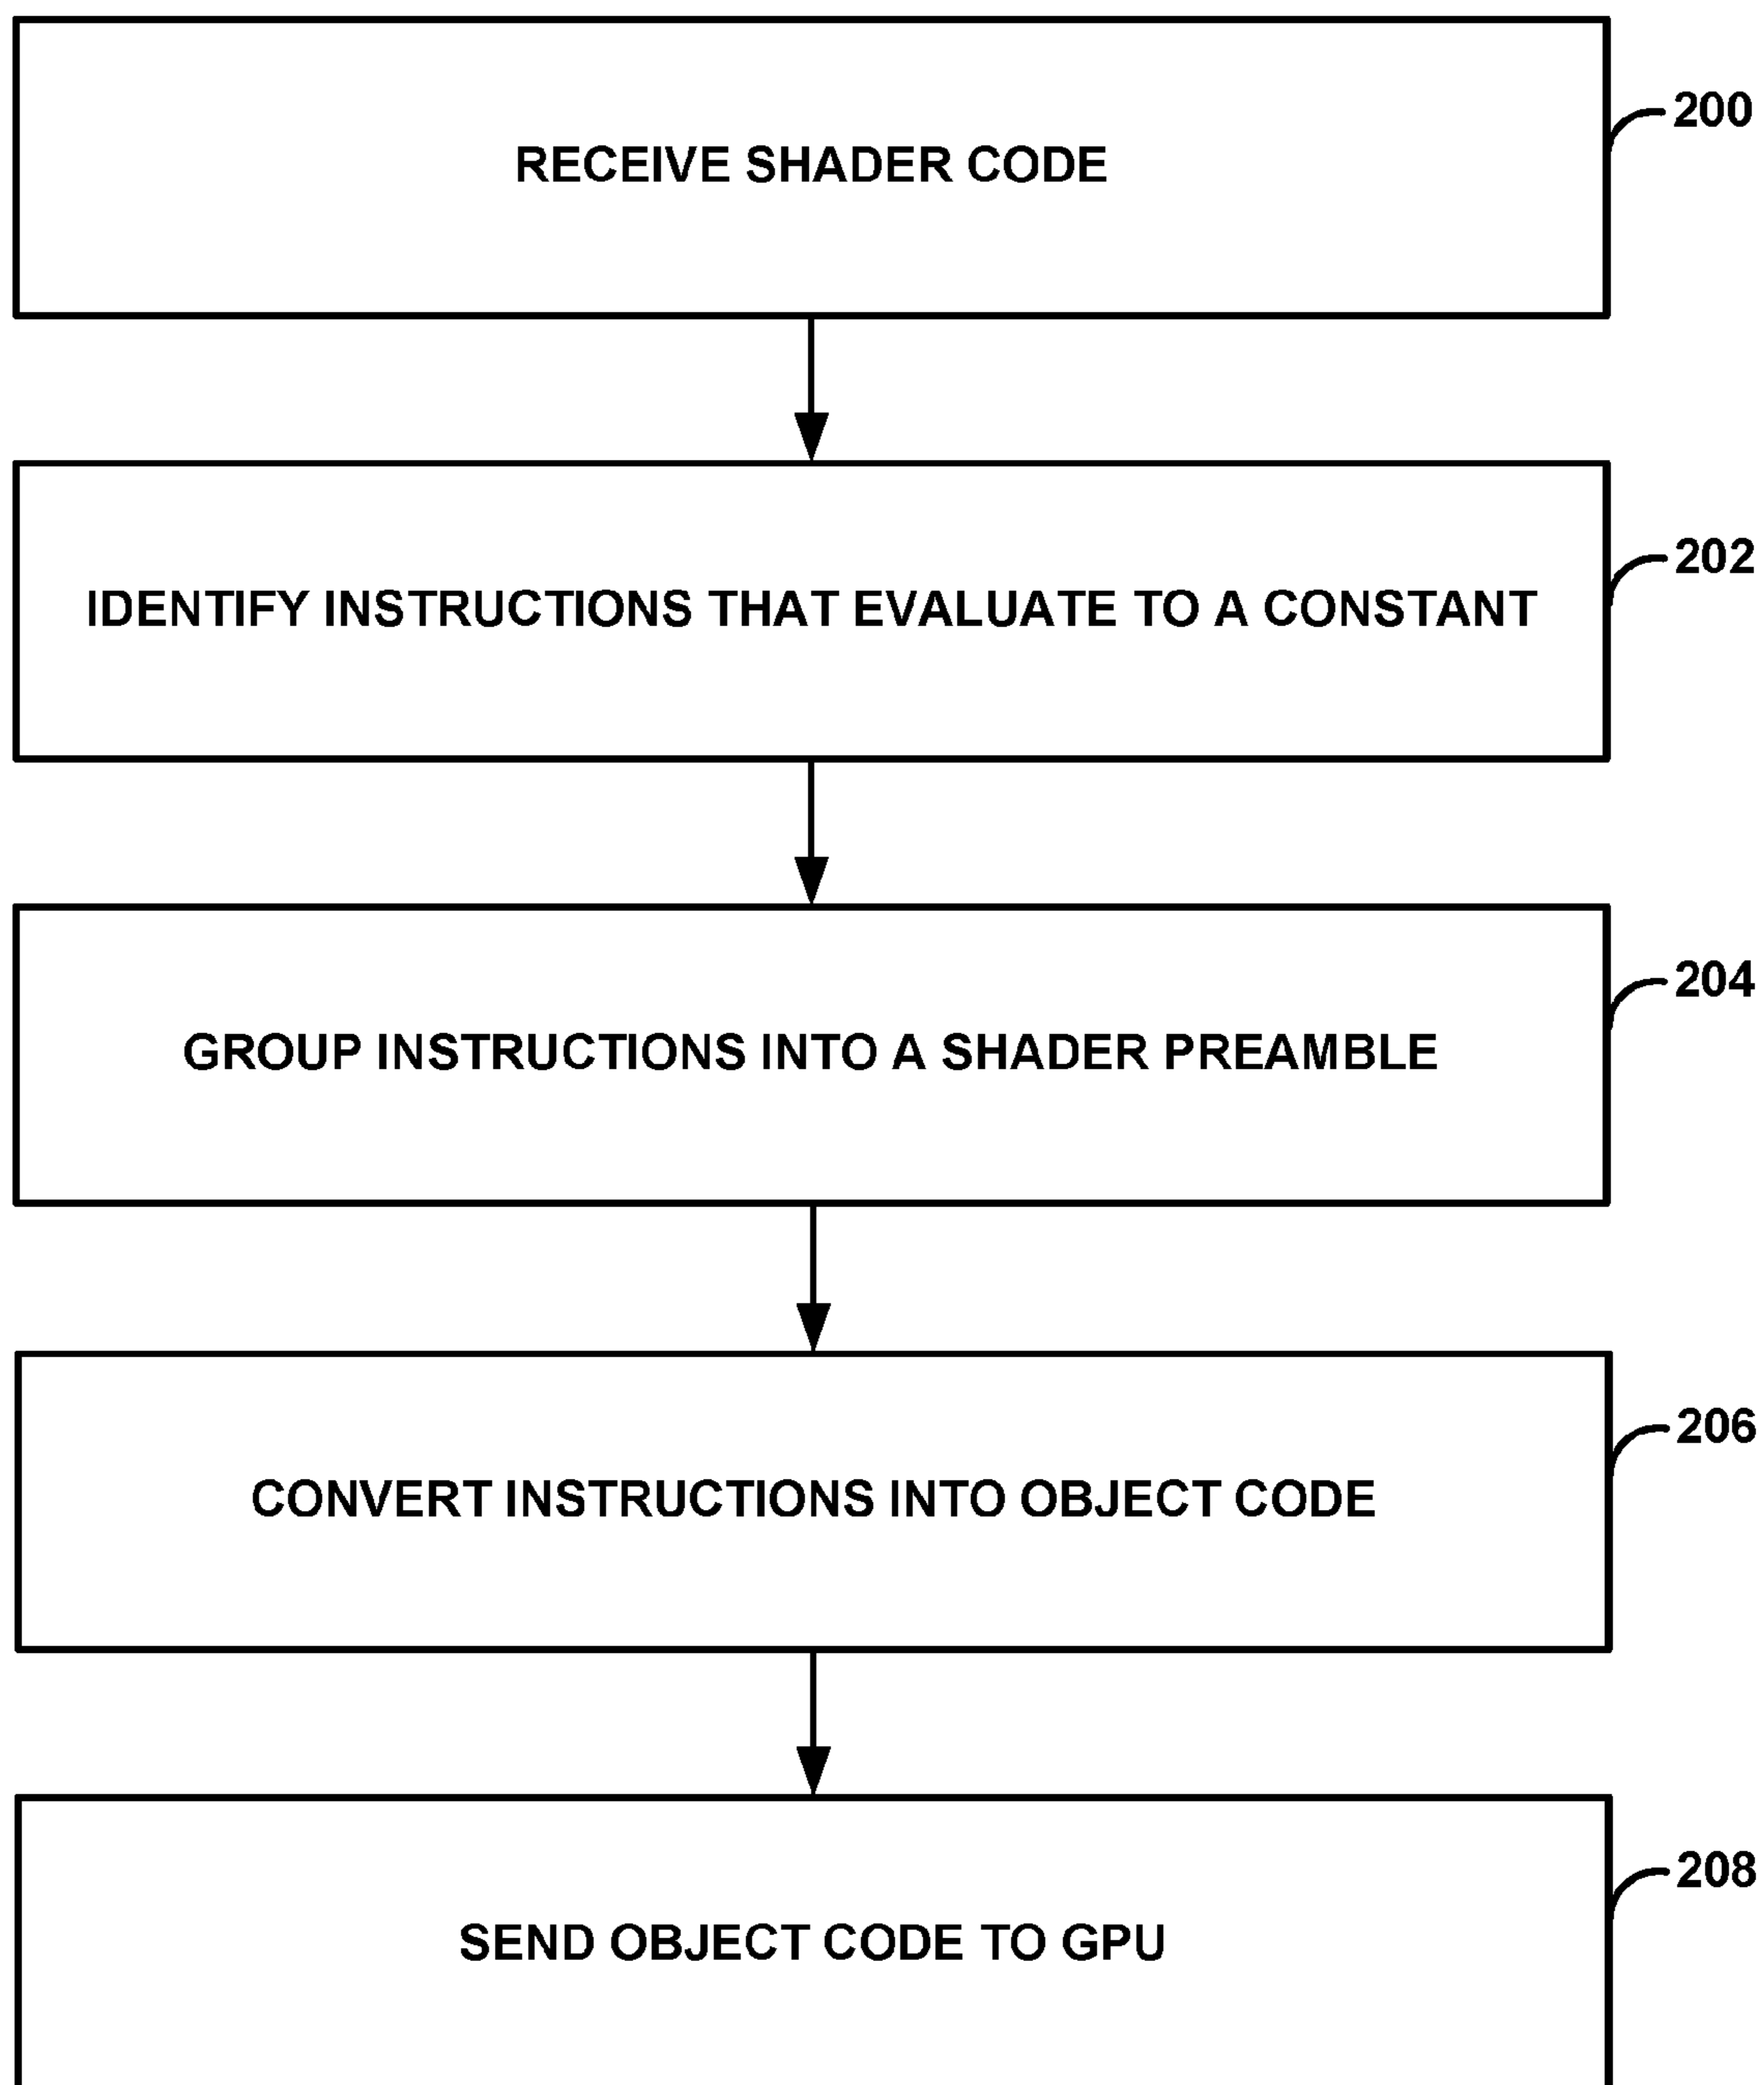 200
RECEIVE SHADER CODE
202
IDENTIFY INSTRUCTIONS THAT EVALUATE TO A CONSTANT
204
GROUP INSTRUCTIONS INTO A SHADER PREAMBLE
206
CONVERT INSTRUCTIONS INTO OBJECT CODE
208
SEND OBJECT CODE TO GPU